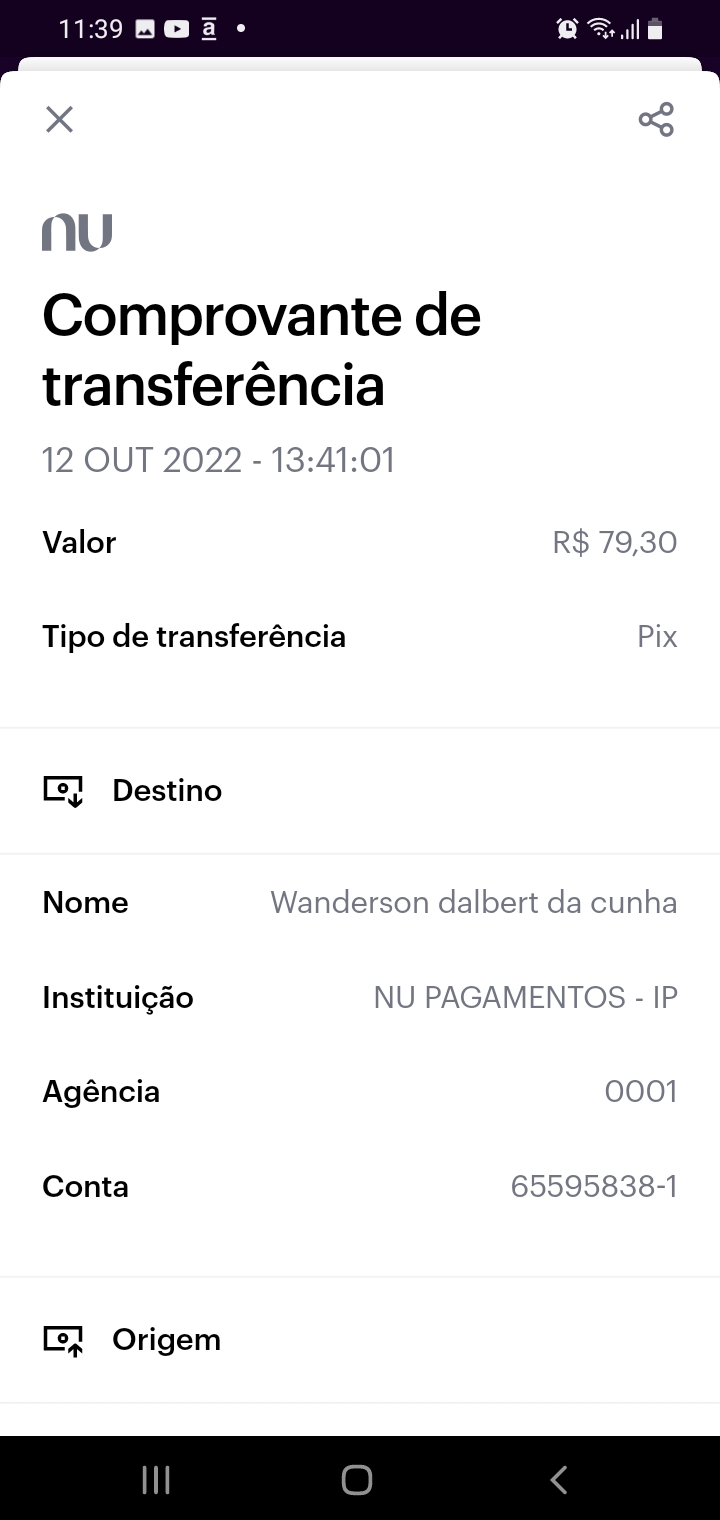 11:39
nu
Comprovante de
transferência
12 OUT 2022 - 13:41:01
Valor R$ 79,30
Tipo de transferência Pix
Destino
Nome Wanderson dalbert da cunha
Instituição NU PAGAMENTOS - IP
Agência 0001
Conta 65595838-1
Origem